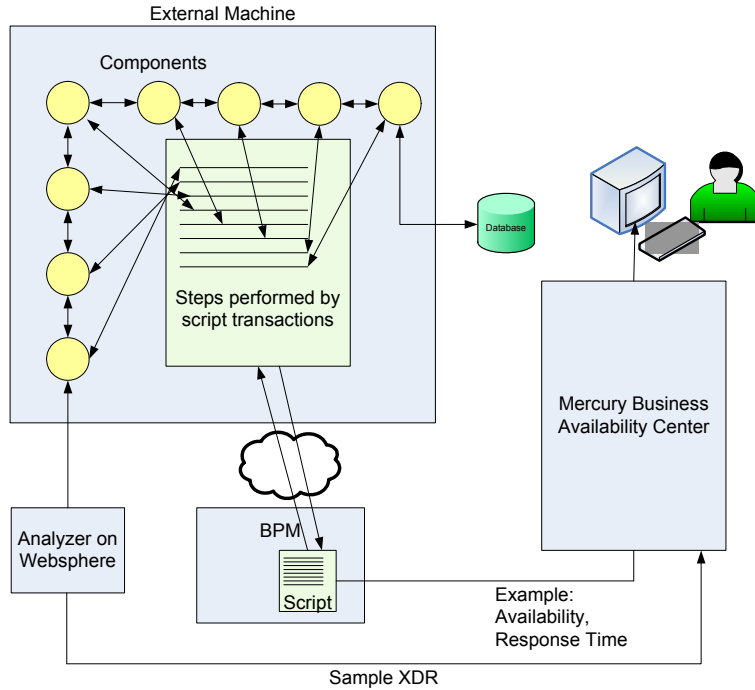 External Machine
Components
Steps performed by
script transactions
Database
Mercury Business
Availability Center
Analyzer on
Websphere
BPM
Script
Example:
Availability,
Response Time
Sample XDR